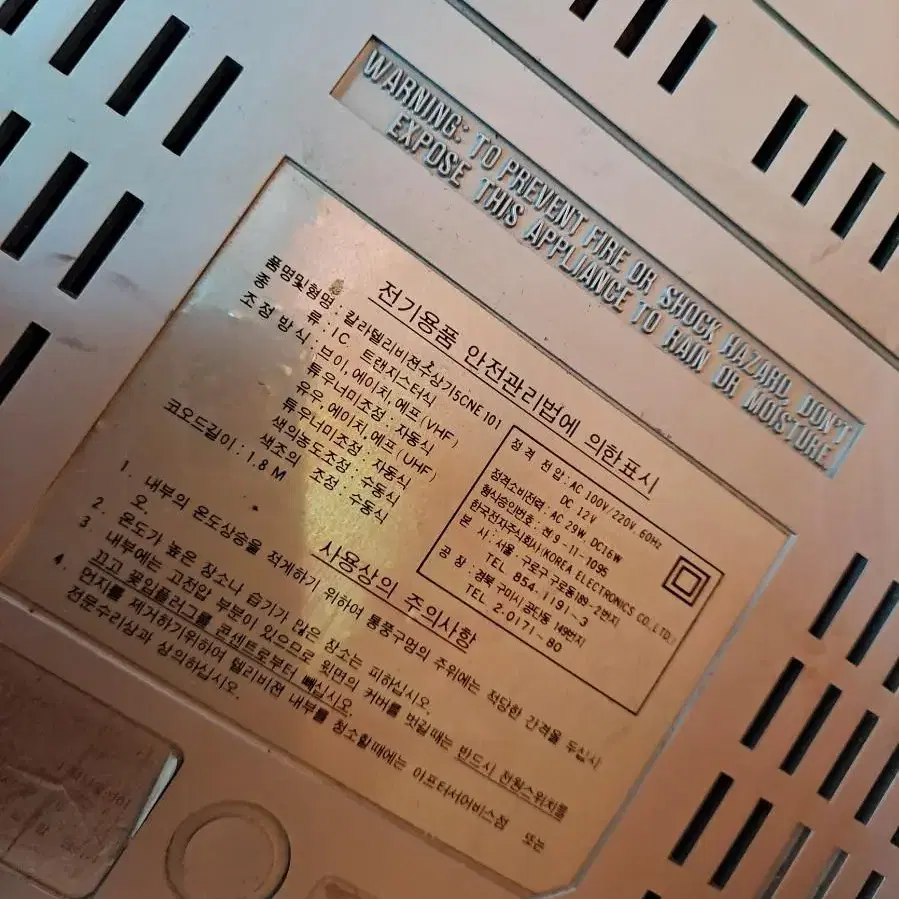 WARNING: TO PREVENT FIRE OR SHOCK HAZARD, DON'T
EXPOSE THIS APPLIANCE TO RAIN OR MOISTURE
전기용품 안전관리법에 의한표시
품명및형명 : 칼라텔리비젼수상기15CNE101
종 류 : IC 트랜지스터식
조정 방식 : 브이, 에이치, 에프 (VHF)
튜우너미조정 : 자동식
유우, 에이치, 에프 (UHF)
튜우너미조정 : 자동식
색의농도조정 : 수동식
색조의 조정 : 수동식
코오드길이 : 1.8M
정격 전압 : AC 100V/220V, 60Hz
DC 12V
정격소비전력 : AC 29W, DC16W
형식승인번호 : 전 9-11-1095
한국전자주식회사(KOREA ELECTRONICS CO., LTD.)
본 사 : 서울·구로구 구로동189-2번지
TEL 854.1191-3
공 장 : 경북 구미시 공단동 149번지
TEL 2.0171-80
사용상의 주의사항
1 내부의 온도상승을 적게하기 위하여 통풍구멍의 주위에는 적당한 간격을 두십시
오.
2. 온도가 높은 장소나 습기가 많은 장소는 피하십시오.
3 내부에는 고전압 부분이 있으므로 윗면의 커버를 벗길때는 반드시 전원스위치를
끄고 꽂임플러그를 콘센트로부터 빼십시오.
4. 먼지를 제거하기위하여 텔리비젼 내부를 청소할때에는 아프터서어비스점 또는
전문수리상과 상의하십시오.